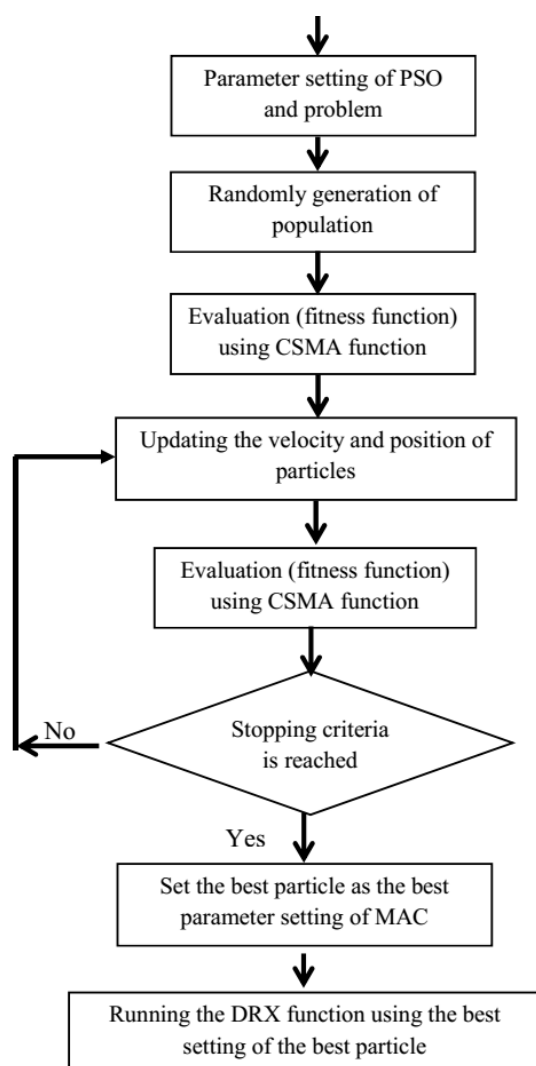 Parameter setting of PSO
and problem
Randomly generation of
population
Evaluation (fitness function)
using CSMA function
Updating the velocity and position of
particles
Evaluation (fitness function)
using CSMA function
Stopping criteria
is reached
No
Yes
Set the best particle as the best
parameter setting of MAC
Running the DRX function using the best
setting of the best particle